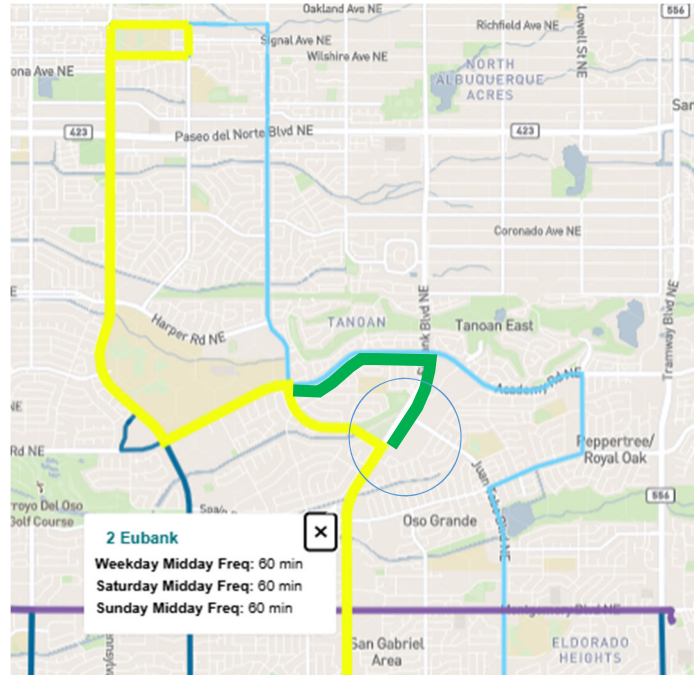 Oakland Ave NE
556
Richfield Ave NE
Lowell St NE
Signal Ave NE
Wilshire Ave NE
NORTH
ALBUQUERQUE
ACRES
ona Ave NE
San
423
Paseo del Norte Blvd NE
423
Coronado Ave NE
E
TANOAN
Tanoan East
Harper Rd NE
nk Blvd NE
Tramway Blvd NE
Academy Rd NE
NE
Rd NE
Peppertree/
Royal Oak
Juan Tabo Blvd NE
rroyo Del Oso
Golf Course
556
Oso Grande
2 Eubank
×
Weekday Midday Freq: 60 min
Saturday Midday Freq: 60 min
Sunday Midday Freq: 60 min
Montgomery Blvd NE
San Gabriel
Area
ELDORADO
HEIGHTS